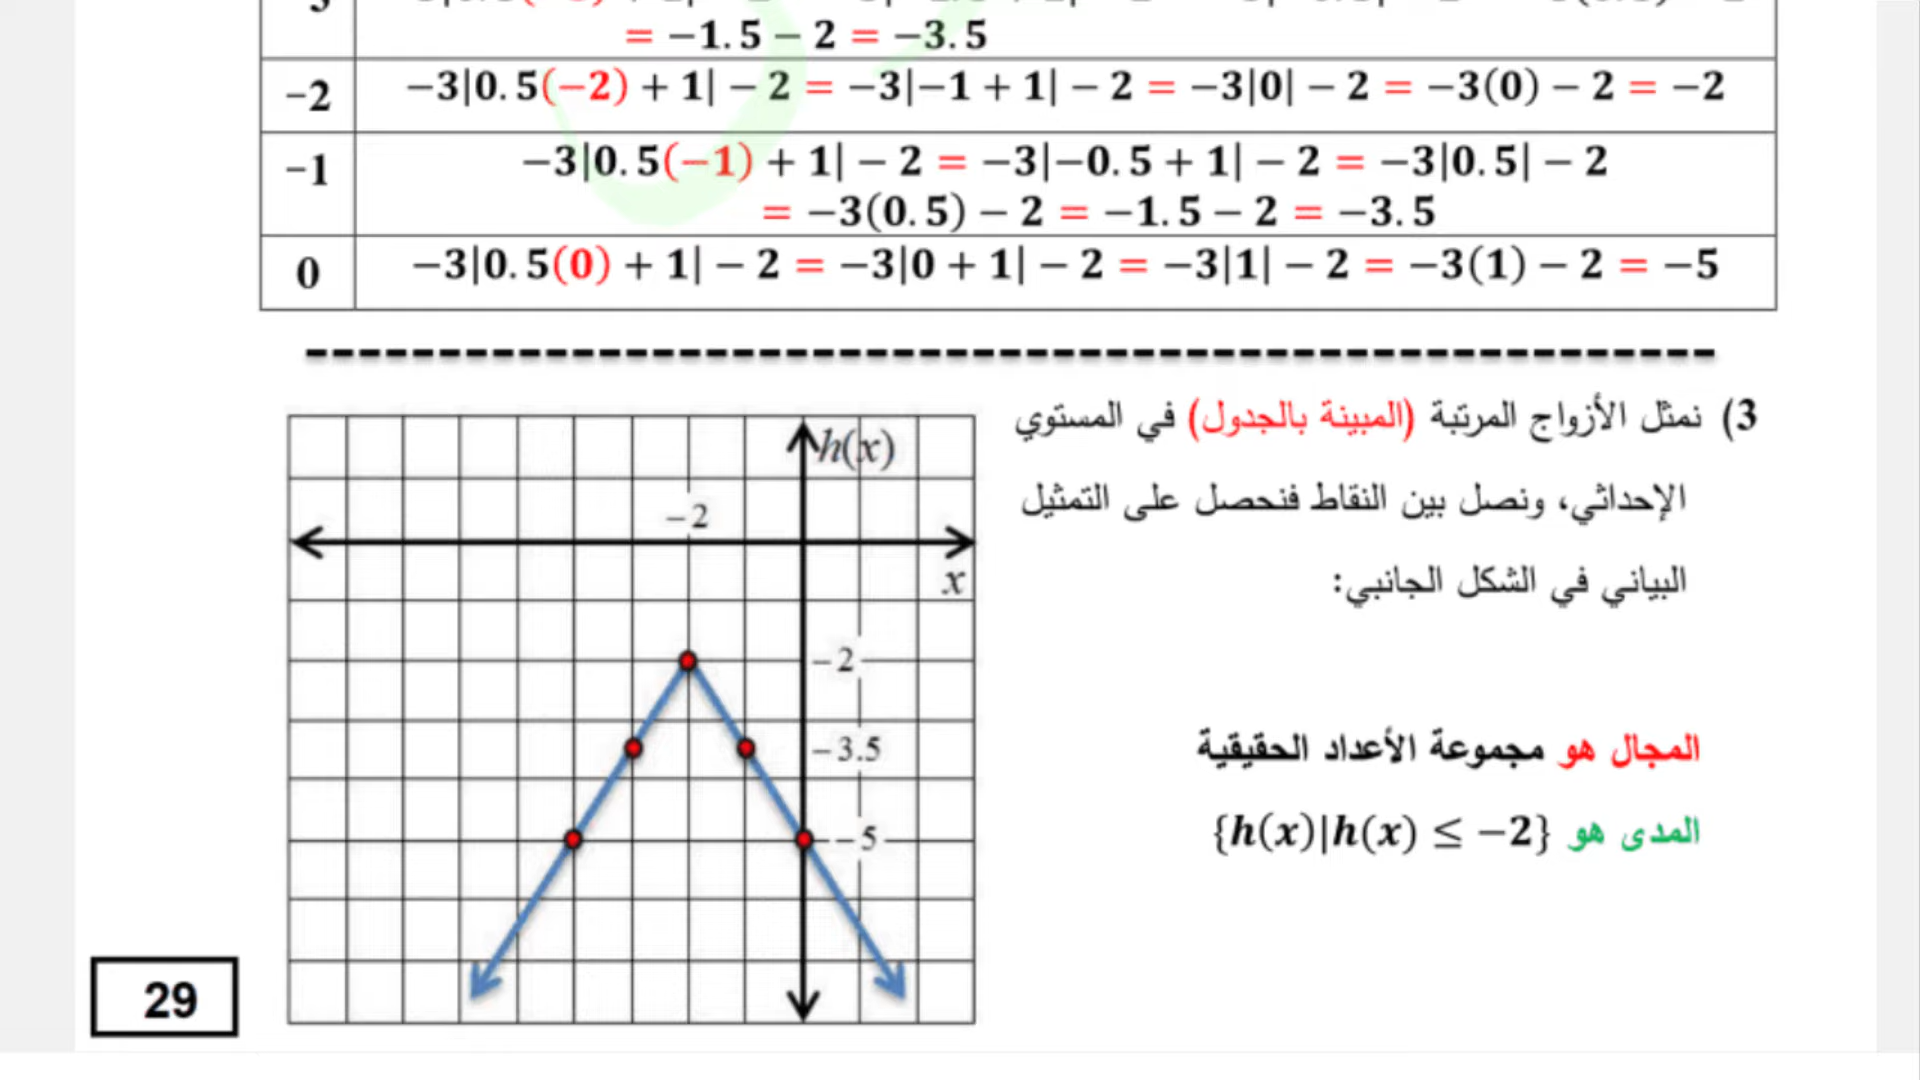 = −1.5 − 2 = −3.5
−2 −3|0.5(−2) + 1| − 2 = −3|−1 + 1| − 2 = −3|0| − 2 = −3(0) − 2 = −2
−1 −3|0.5(−1) + 1| − 2 = −3|−0.5 + 1| − 2 = −3|0.5| − 2
= −3(0.5) − 2 = −1.5 − 2 = −3.5
0 −3|0.5(0) + 1| − 2 = −3|0 + 1| − 2 = −3|1| − 2 = −3(1) − 2 = −5
3) نمثل الأزواج المرتبة (المبينة بالجدول) في المستوي
الإحداثي، ونصل بين النقاط فنحصل على التمثيل
البياني في الشكل الجانبي:
المجال هو مجموعة الأعداد الحقيقية
المدى هو {h(x)|h(x) ≤ −2}
h(x)
−2
x
−2
−3.5
−5
29